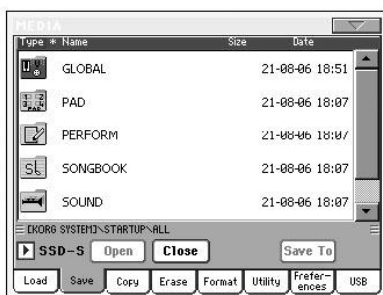 MEDIA
Type * Name Size Date
GLOBAL 21-08-06 18:51
PAD 21-08-06 18:07
PERFORM 21-08-06 18:07
SONGBOOK 21-08-06 18:07
SOUND 21-08-06 18:07
[KORG SYSTEM]\STARTUP\ALL
SSD-S Open Close Save To
Load Save Copy Erase Format Utility Prefer-ences USB